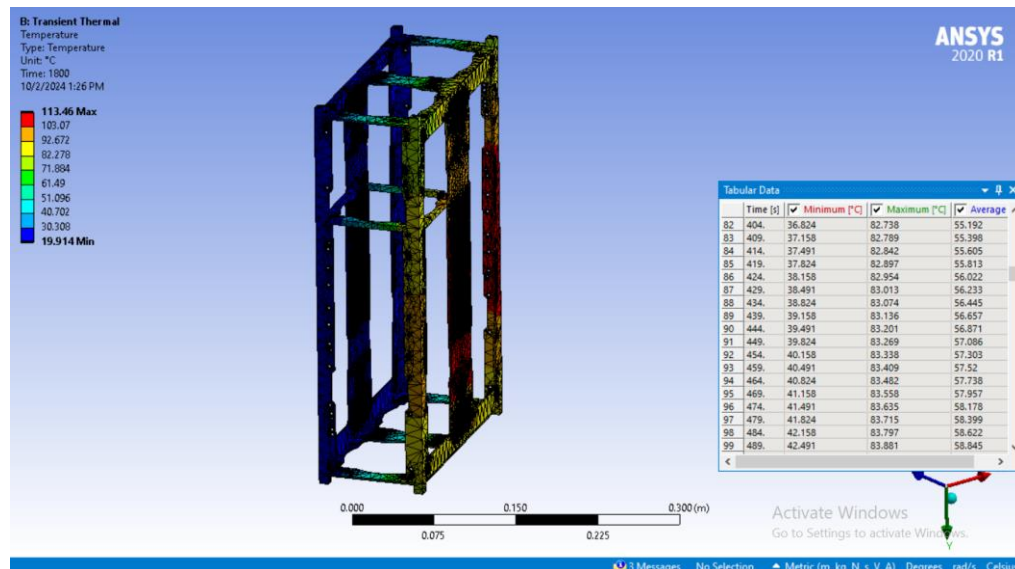 B: Transient Thermal
Temperature
Type: Temperature
Unit: °C
Time: 1800
10/2/2024 1:26 PM
113.46 Max
103.07
92.672
82.278
71.884
61.49
51.096
40.702
30.308
19.914 Min
ANSYS
2020 R1
Tabular Data
Time [s] Minimum [°C] Maximum [°C] Average
82 404. 36.824 82.738 55.192
83 409. 37.158 82.789 55.398
84 414. 37.491 82.842 55.605
85 419. 37.824 82.897 55.813
86 424. 38.158 82.954 56.022
87 429. 38.491 83.013 56.233
88 434. 38.824 83.074 56.445
89 439. 39.158 83.136 56.657
90 444. 39.491 83.201 56.871
91 449. 39.824 83.269 57.086
92 454. 40.158 83.338 57.303
93 459. 40.491 83.409 57.52
94 464. 40.824 83.482 57.738
95 469. 41.158 83.558 57.957
96 474. 41.491 83.635 58.178
97 479. 41.824 83.715 58.399
98 484. 42.158 83.797 58.622
99 489. 42.491 83.881 58.845
0.000 0.150 0.300 (m)
0.075 0.225
Y
Activate Windows
Go to Settings to activate Windows.
3 Messages No Selection Metric (m, kg, N, s, V, A) Degrees rad/s Celsius